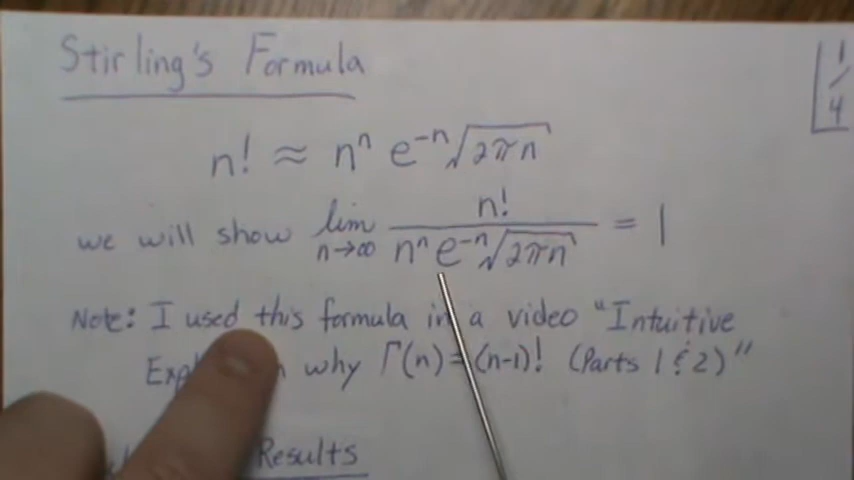 Stirling's Formula
1/4
n! ≈ nⁿ e⁻ⁿ √(2πn)
we will show lim n→∞ n! / (nⁿ e⁻ⁿ √(2πn)) = 1
Note: I used this formula in a video "Intuitive
why Γ(n) = (n-1)! (Parts 1 & 2)"
Results